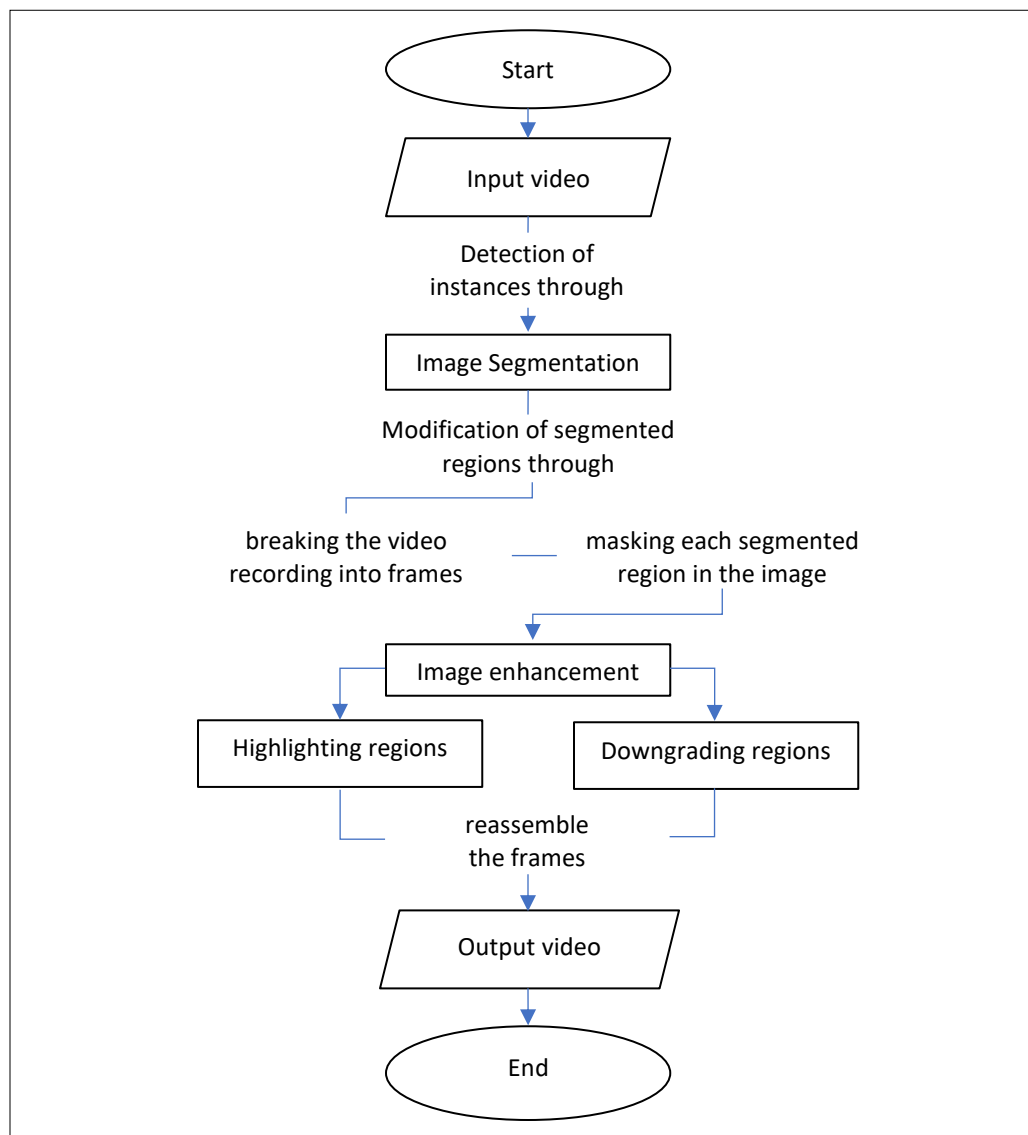 Start
Input video
Detection of
instances through
Image Segmentation
Modification of segmented
regions through
breaking the video
recording into frames
masking each segmented
region in the image
Image enhancement
Highlighting regions
Downgrading regions
reassemble
the frames
Output video
End